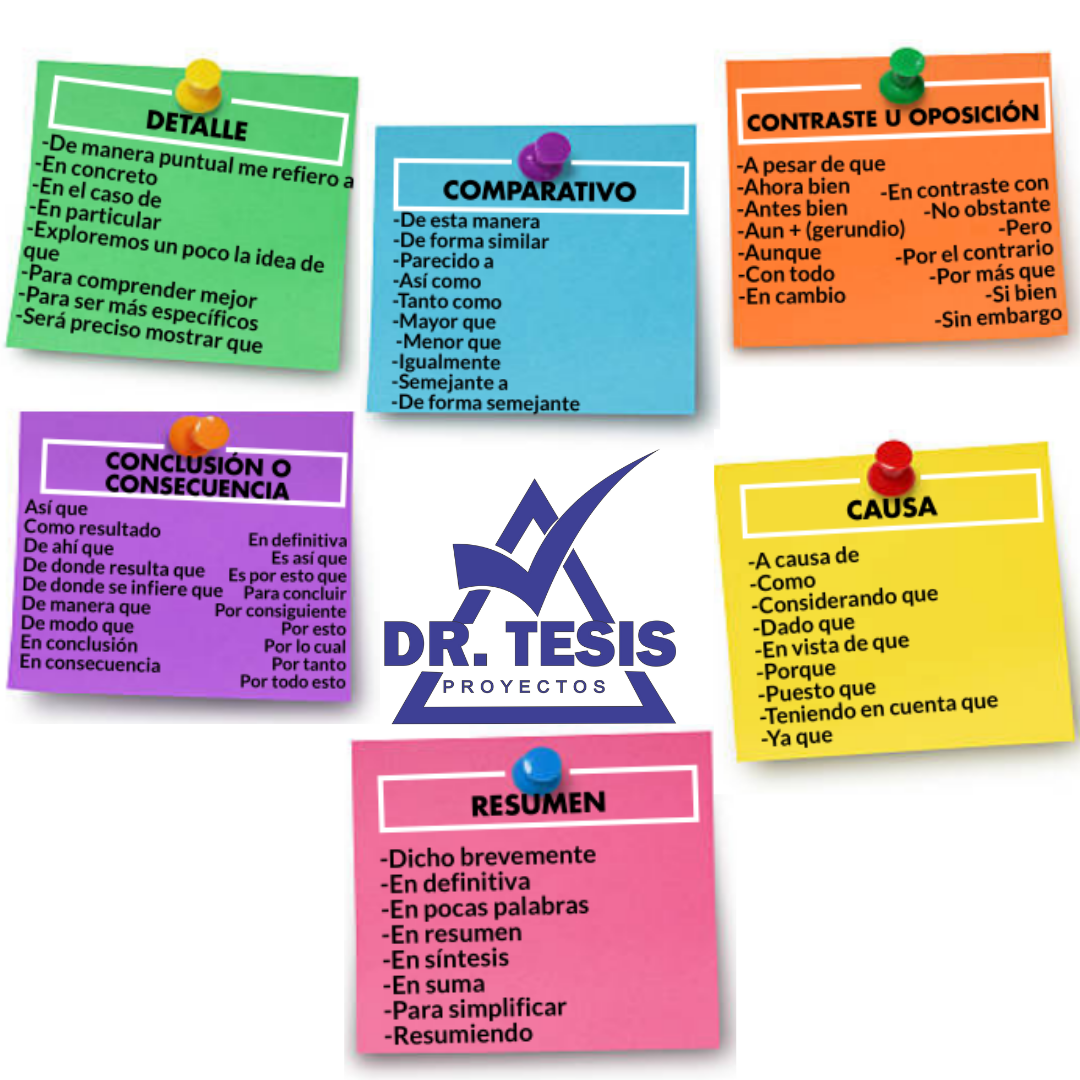 DETALLE
-De manera puntual me refiero a
-En concreto
-En el caso de
-En particular
-Exploremos un poco la idea de
que
-Para comprender mejor
-Para ser más específicos
-Será preciso mostrar que
COMPARATIVO
-De esta manera
-De forma similar
-Parecido a
-Así como
-Tanto como
-Mayor que
-Menor que
-Igualmente
-Semejante a
-De forma semejante
CONTRASTE U OPOSICIÓN
-A pesar de que
-Ahora bien
-Antes bien
-Aun + (gerundio)
-Aunque
-Con todo
-En cambio
-En contraste con
-No obstante
-Pero
-Por el contrario
-Por más que
-Si bien
-Sin embargo
CONCLUSIÓN O
CONSECUENCIA
Así que
Como resultado
De ahí que
De donde resulta que
De donde se infiere que
De manera que
De modo que
En conclusión
En consecuencia
En definitiva
Es así que
Es por esto que
Para concluir
Por consiguiente
Por esto
Por lo cual
Por tanto
Por todo esto
DR. TESIS
PROYECTOS
CAUSA
-A causa de
-Como
-Considerando que
-Dado que
-En vista de que
-Porque
-Puesto que
-Teniendo en cuenta que
-Ya que
RESUMEN
-Dicho brevemente
-En definitiva
-En pocas palabras
-En resumen
-En síntesis
-En suma
-Para simplificar
-Resumiendo